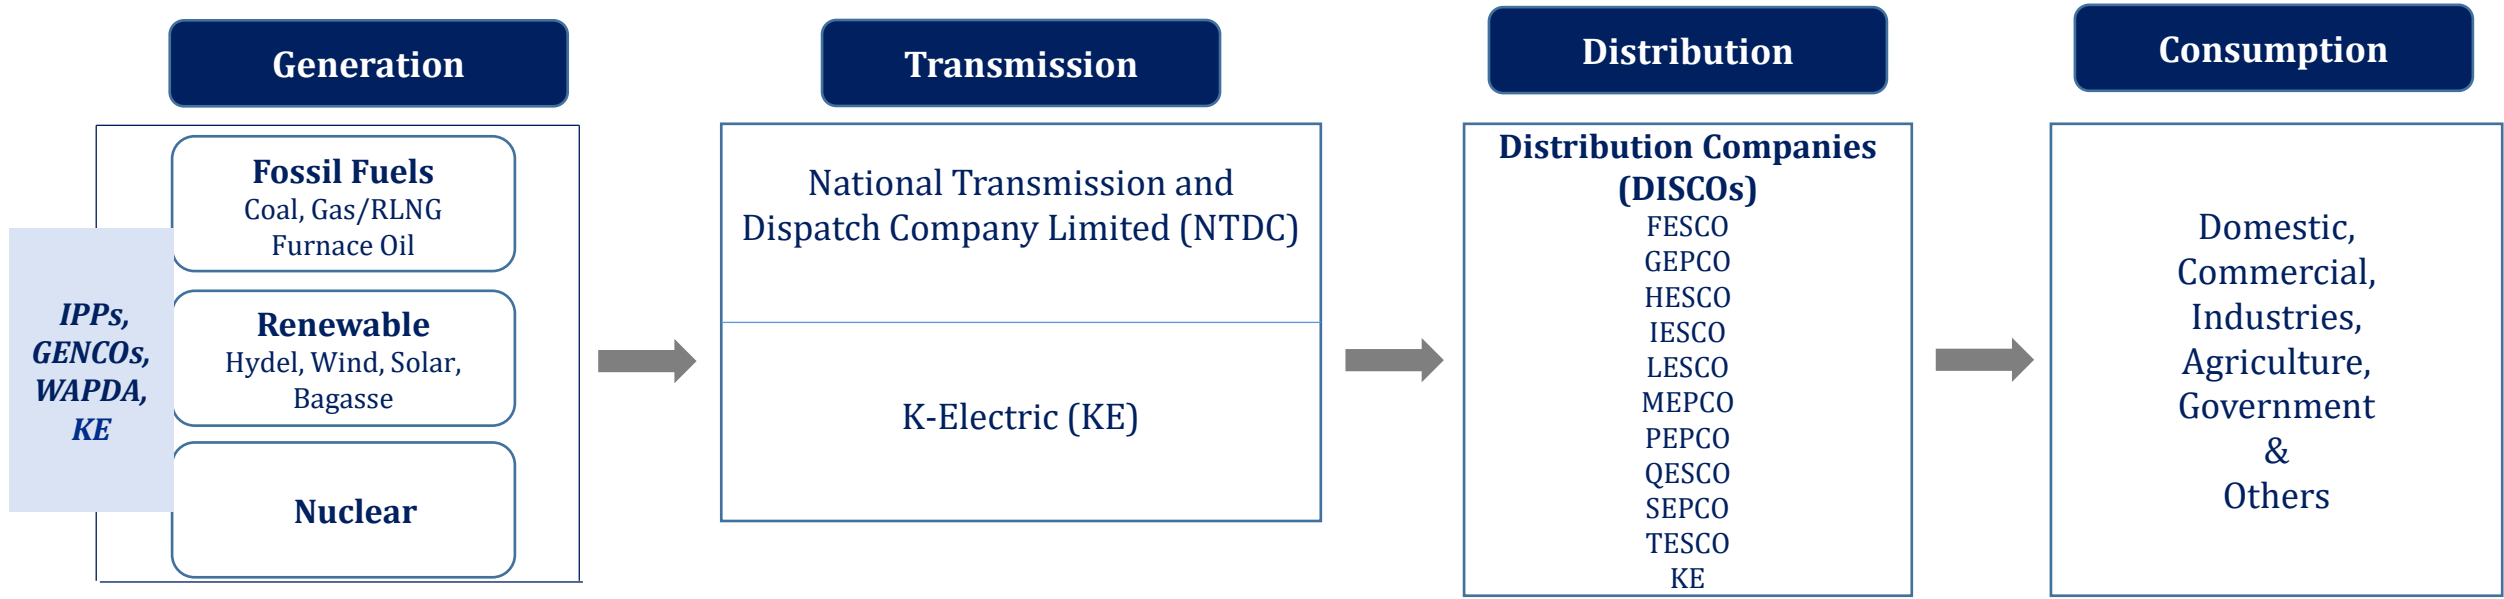 Generation
IPPs,
GENCOs,
WAPDA,
KE
Fossil Fuels
Coal, Gas/RLNG
Furnace Oil
Renewable
Hydel, Wind, Solar,
Bagasse
Nuclear
Transmission
National Transmission and
Dispatch Company Limited (NTDC)
K-Electric (KE)
Distribution
Distribution Companies
(DISCOs)
FESCO
GEPCO
HESCO
IESCO
LESCO
MEPCO
PEPCO
QESCO
SEPCO
TESCO
KE
Consumption
Domestic,
Commercial,
Industries,
Agriculture,
Government
&
Others